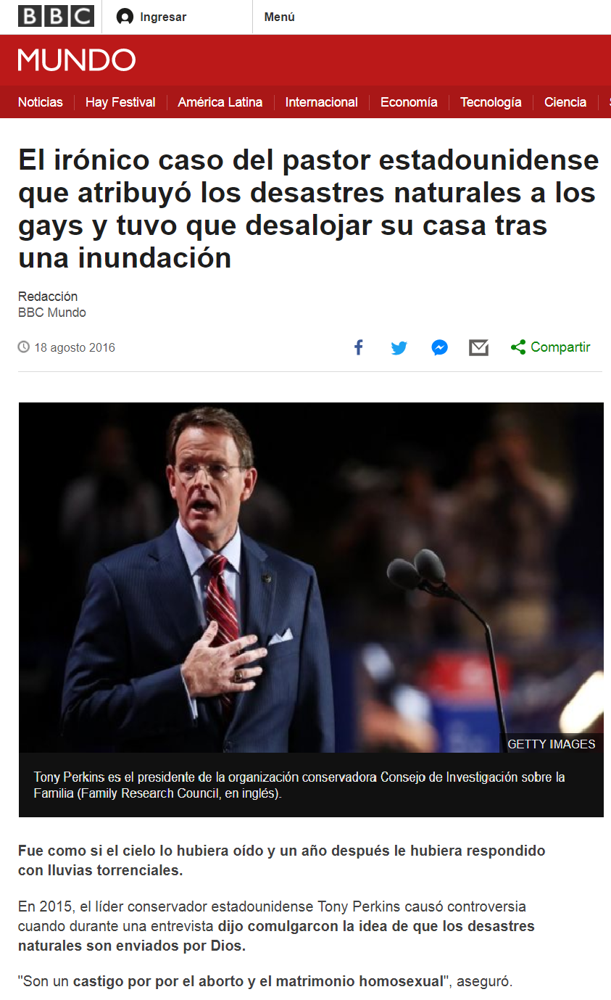 BBC
Ingresar
Menú
MUNDO
Noticias
Hay Festival
América Latina
Internacional
Economía
Tecnología
Ciencia
El irónico caso del pastor estadounidense
que atribuyó los desastres naturales a los
gays y tuvo que desalojar su casa tras
una inundación
Redacción
BBC Mundo
18 agosto 2016
Compartir
GETTY IMAGES
Tony Perkins es el presidente de la organización conservadora Consejo de Investigación sobre la
Familia (Family Research Council, en inglés).
Fue como si el cielo lo hubiera oído y un año después le hubiera respondido
con lluvias torrenciales.
En 2015, el líder conservador estadounidense Tony Perkins causó controversia
cuando durante una entrevista dijo comulgarcon la idea de que los desastres
naturales son enviados por Dios.
"Son un castigo por por el aborto y el matrimonio homosexual", aseguró.